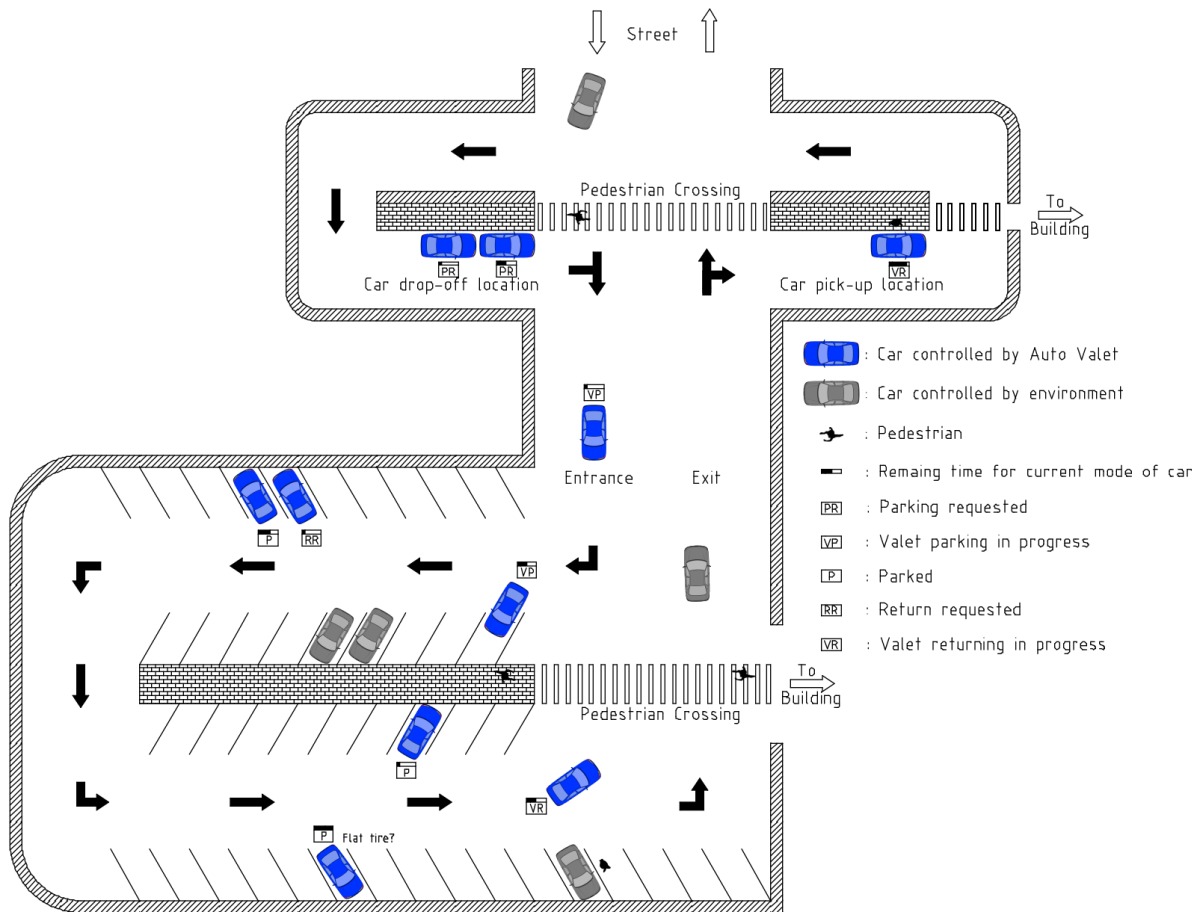 Street
Pedestrian Crossing
To
Building
PR
PR
VR
Car drop-off location
Car pick-up location
: Car controlled by Auto Valet
: Car controlled by environment
: Pedestrian
: Remaing time for current mode of car
PR : Parking requested
VP : Valet parking in progress
P : Parked
RR : Return requested
VR : Valet returning in progress
VP
Entrance
Exit
P
RR
VP
To
Building
Pedestrian Crossing
P
VR
P
Flat tire?